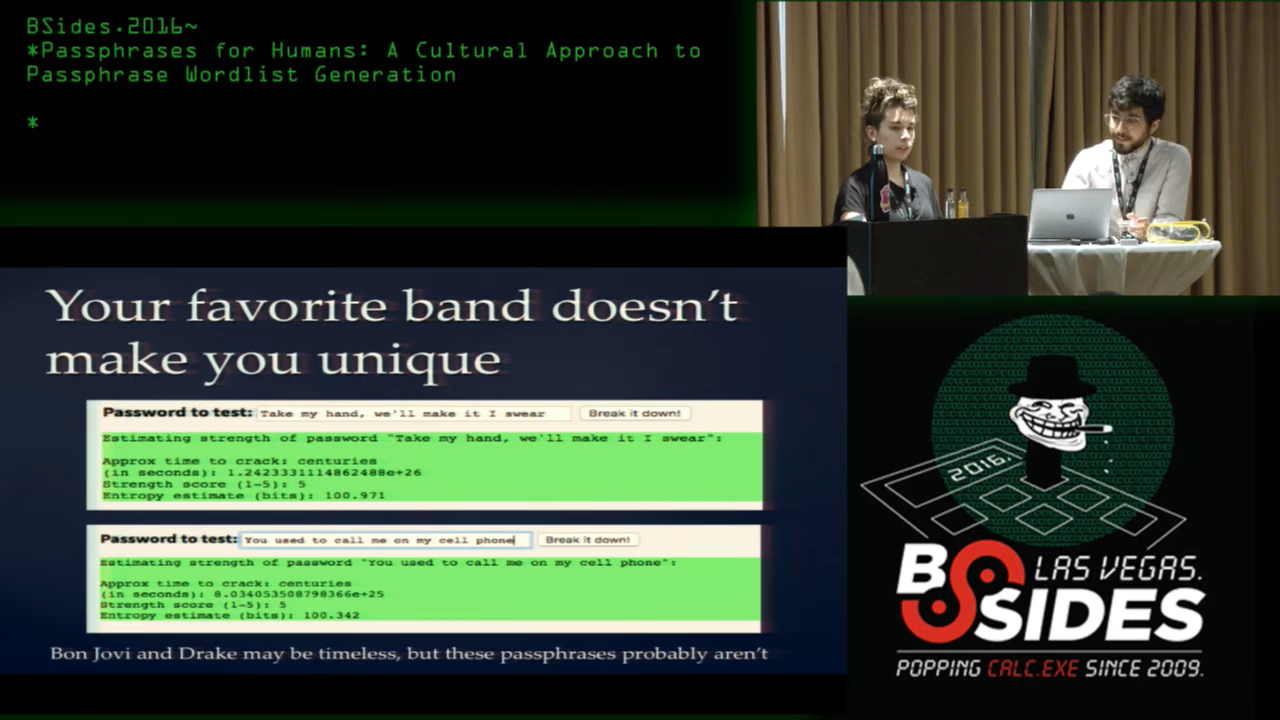 BSides.2016~
*Passphrases for Humans: A Cultural Approach to
Passphrase Wordlist Generation
*
Your favorite band doesn't
make you unique
Password to test: Take my hand, we'll make it I swear Break it down!
Estimating strength of password "Take my hand, we'll make it I swear":
Approx time to crack: centuries
(in seconds): 1.2423331114862488e+26
Strength score (1-5): 5
Entropy estimate (bits): 100.971
Password to test: You used to call me on my cell phone Break it down!
Estimating strength of password "You used to call me on my cell phone":
Approx time to crack: centuries
(in seconds): 8.034053508798366e+25
Strength score (1-5): 5
Entropy estimate (bits): 100.342
Bon Jovi and Drake may be timeless, but these passphrases probably aren't
2016.
BSIDES
LAS VEGAS.
POPPING CALC.EXE SINCE 2009.